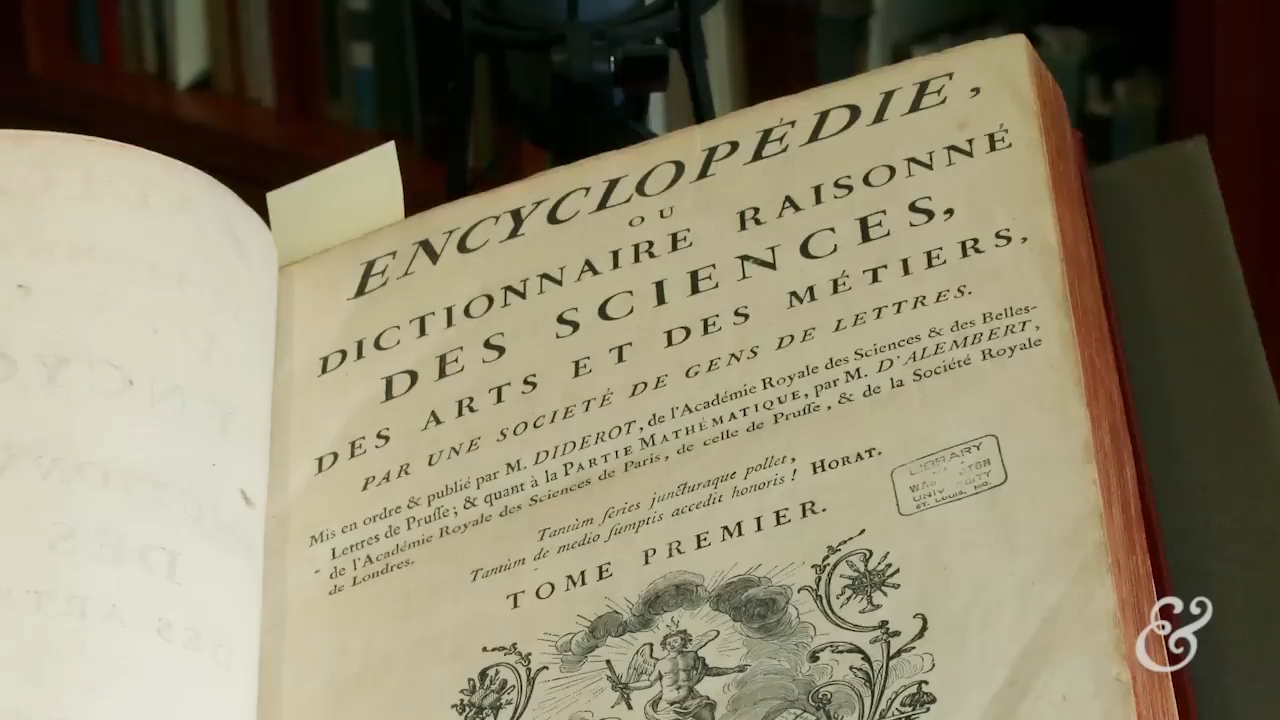 ENCYCLOPÉDIE,
OU
DICTIONNAIRE RAISONNÉ
DES SCIENCES,
DES ARTS ET DES MÉTIERS,
PAR UNE SOCIETÉ DE GENS DE LETTRES.
Mis en ordre & publié par M. DIDEROT, de l'Académie Royale des Sciences & des Belles-
Lettres de Pruſſe; & quant à la PARTIE MATHÉMATIQUE, par M. D'ALEMBERT,
de l'Académie Royale des Sciences de Paris, de celle de Pruſſe, & de la Société Royale
de Londres.
Tantùm ſeries juncturaque pollet,
Tantùm de medio ſumptis accedit honoris! HORAT.
TOME PREMIER.
LIBRARY
UNIVERSITY
ST. LOUIS, MO.
&